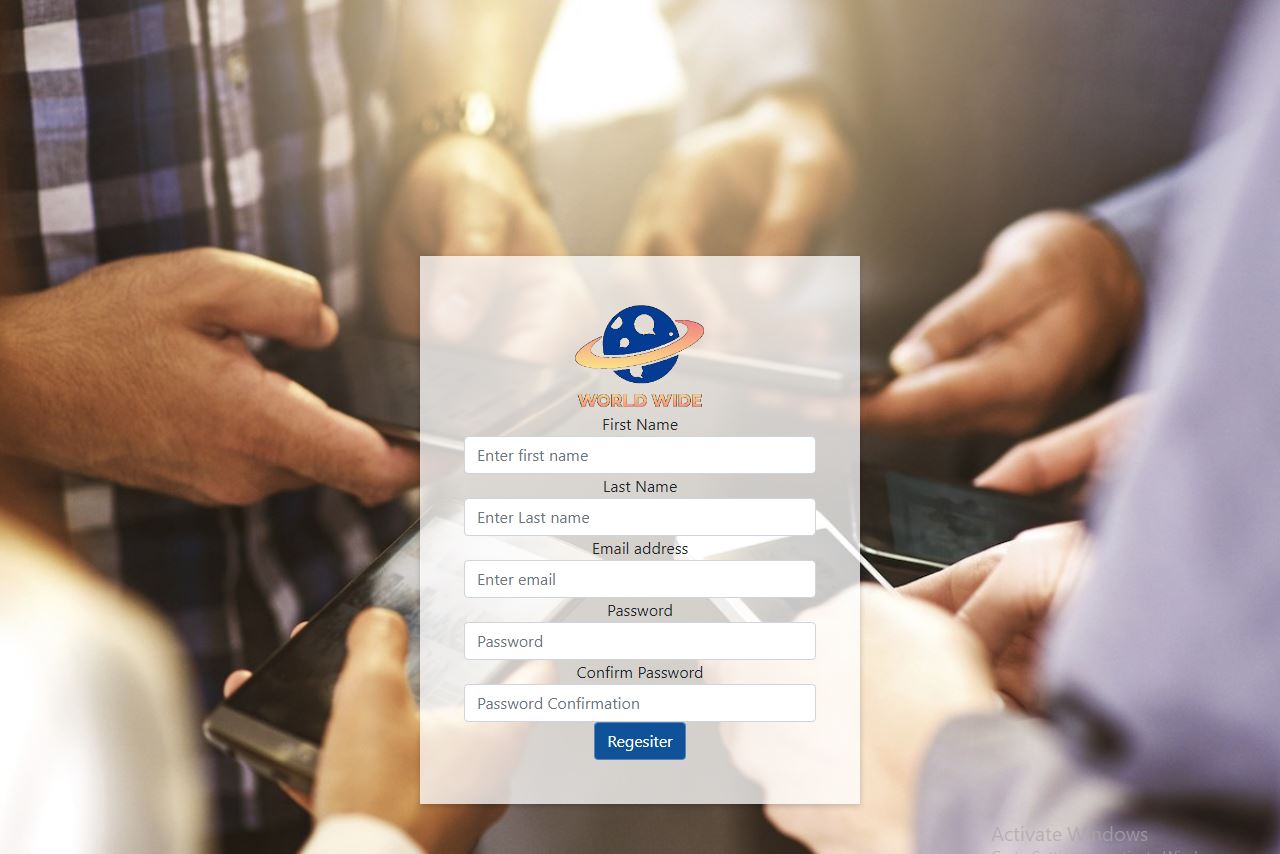 WORLD WIDE
First Name
Enter first name
Last Name
Enter Last name
Email address
Enter email
Password
Password
Confirm Password
Password Confirmation
Regesiter
Activate Windows